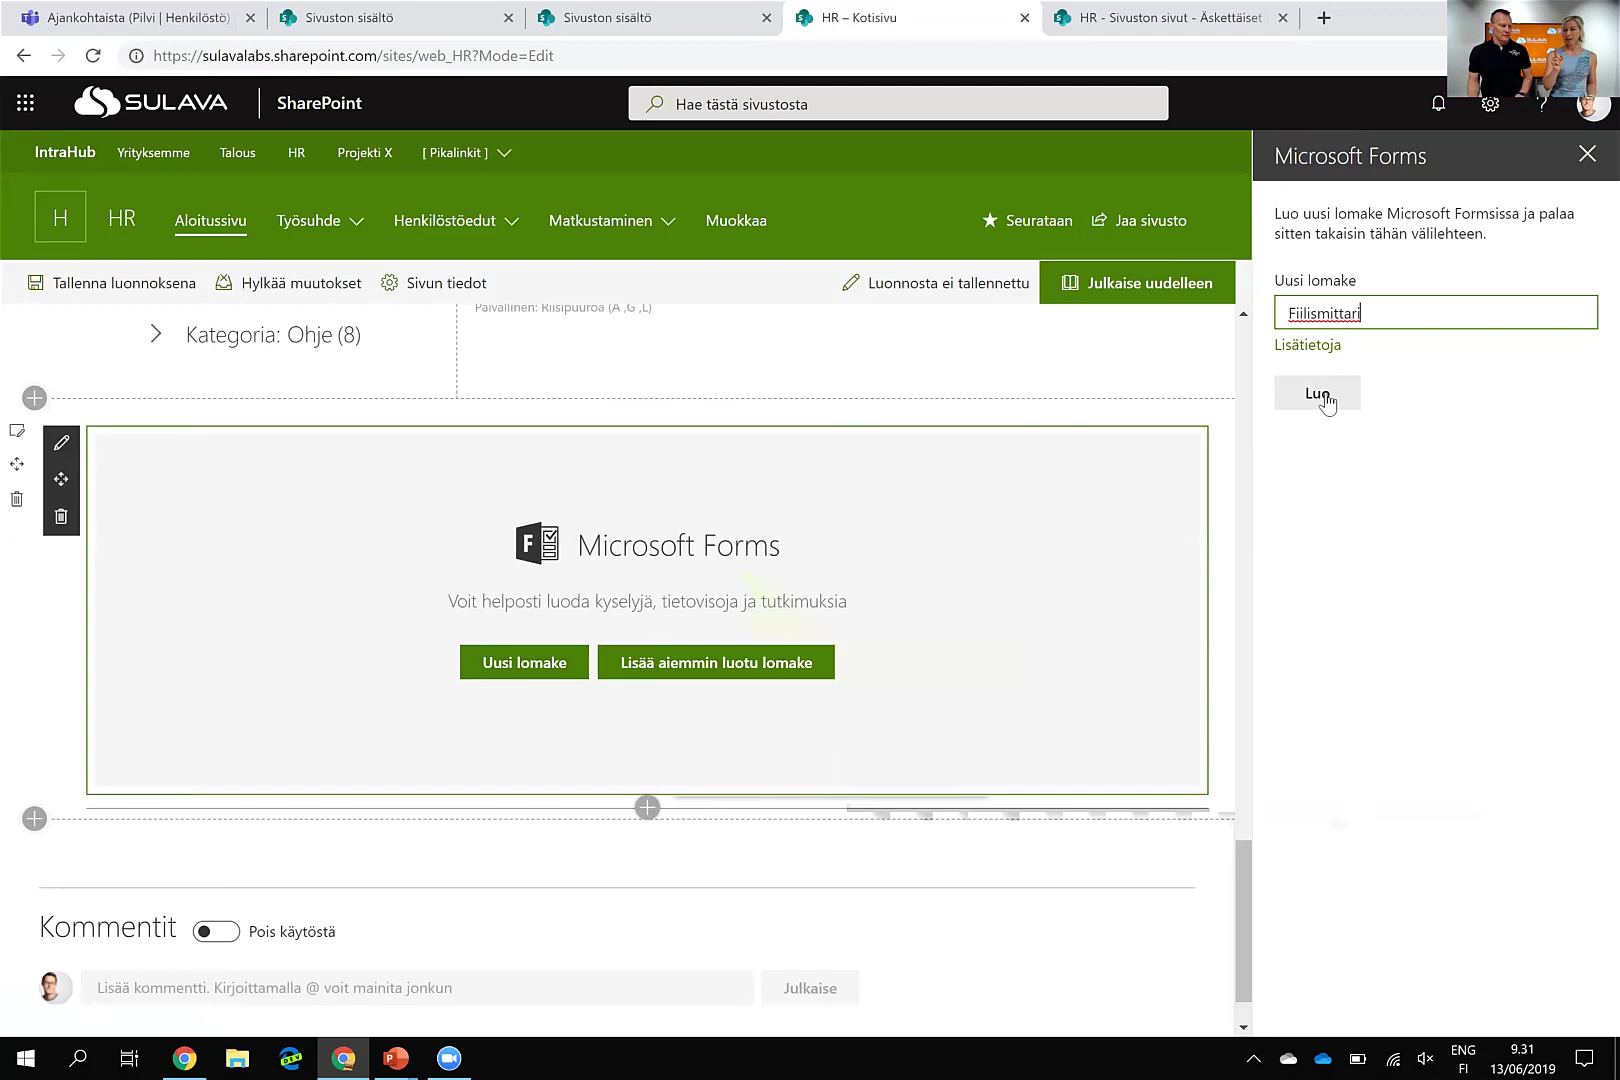 Ajankohtaista (Pilvi | Henkilöstö)
Sivuston sisältö
Sivuston sisältö
HR – Kotisivu
HR - Sivuston sivut - Äskettäiset
https://sulavalabs.sharepoint.com/sites/web_HR?Mode=Edit
SULAVA
SharePoint
Hae tästä sivustosta
SULAVA
IntraHub
Yrityksemme
Talous
HR
Projekti X
[ Pikalinkit ]
H
HR
Aloitussivu
Työsuhde
Henkilöstöedut
Matkustaminen
Muokkaa
Seurataan
Jaa sivusto
Tallenna luonnoksena
Hylkää muutokset
Sivun tiedot
Luonnosta ei tallennettu
Julkaise uudelleen
Päivällinen: Riisipuuroa (A ,G ,L)
Kategoria: Ohje (8)
F
Microsoft Forms
Voit helposti luoda kyselyjä, tietovisoja ja tutkimuksia
Uusi lomake
Lisää aiemmin luotu lomake
Kommentit
Pois käytöstä
Lisää kommentti. Kirjoittamalla @ voit mainita jonkun
Julkaise
Microsoft Forms
Luo uusi lomake Microsoft Formsissa ja palaa
sitten takaisin tähän välilehteen.
Uusi lomake
Fiilismittari
Lisätietoja
Luo
DEV
P
ENG
FI
9.31
13/06/2019